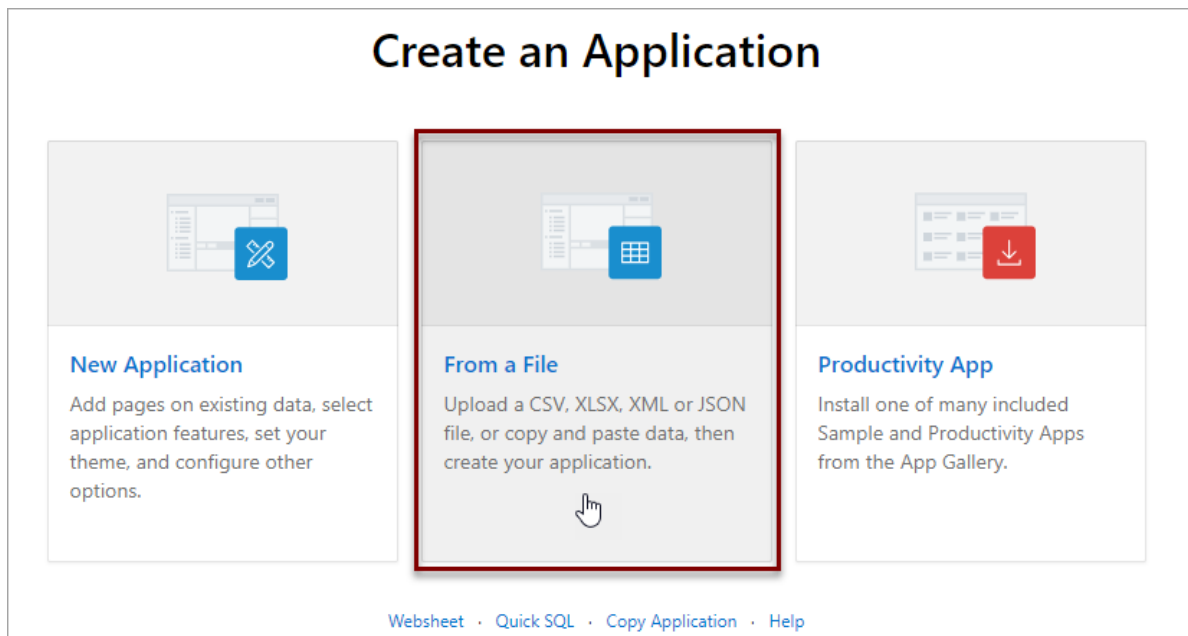 Create an Application
New Application
Add pages on existing data, select
application features, set your
theme, and configure other
options.
From a File
Upload a CSV, XLSX, XML or JSON
file, or copy and paste data, then
create your application.
Productivity App
Install one of many included
Sample and Productivity Apps
from the App Gallery.
Websheet · Quick SQL · Copy Application · Help